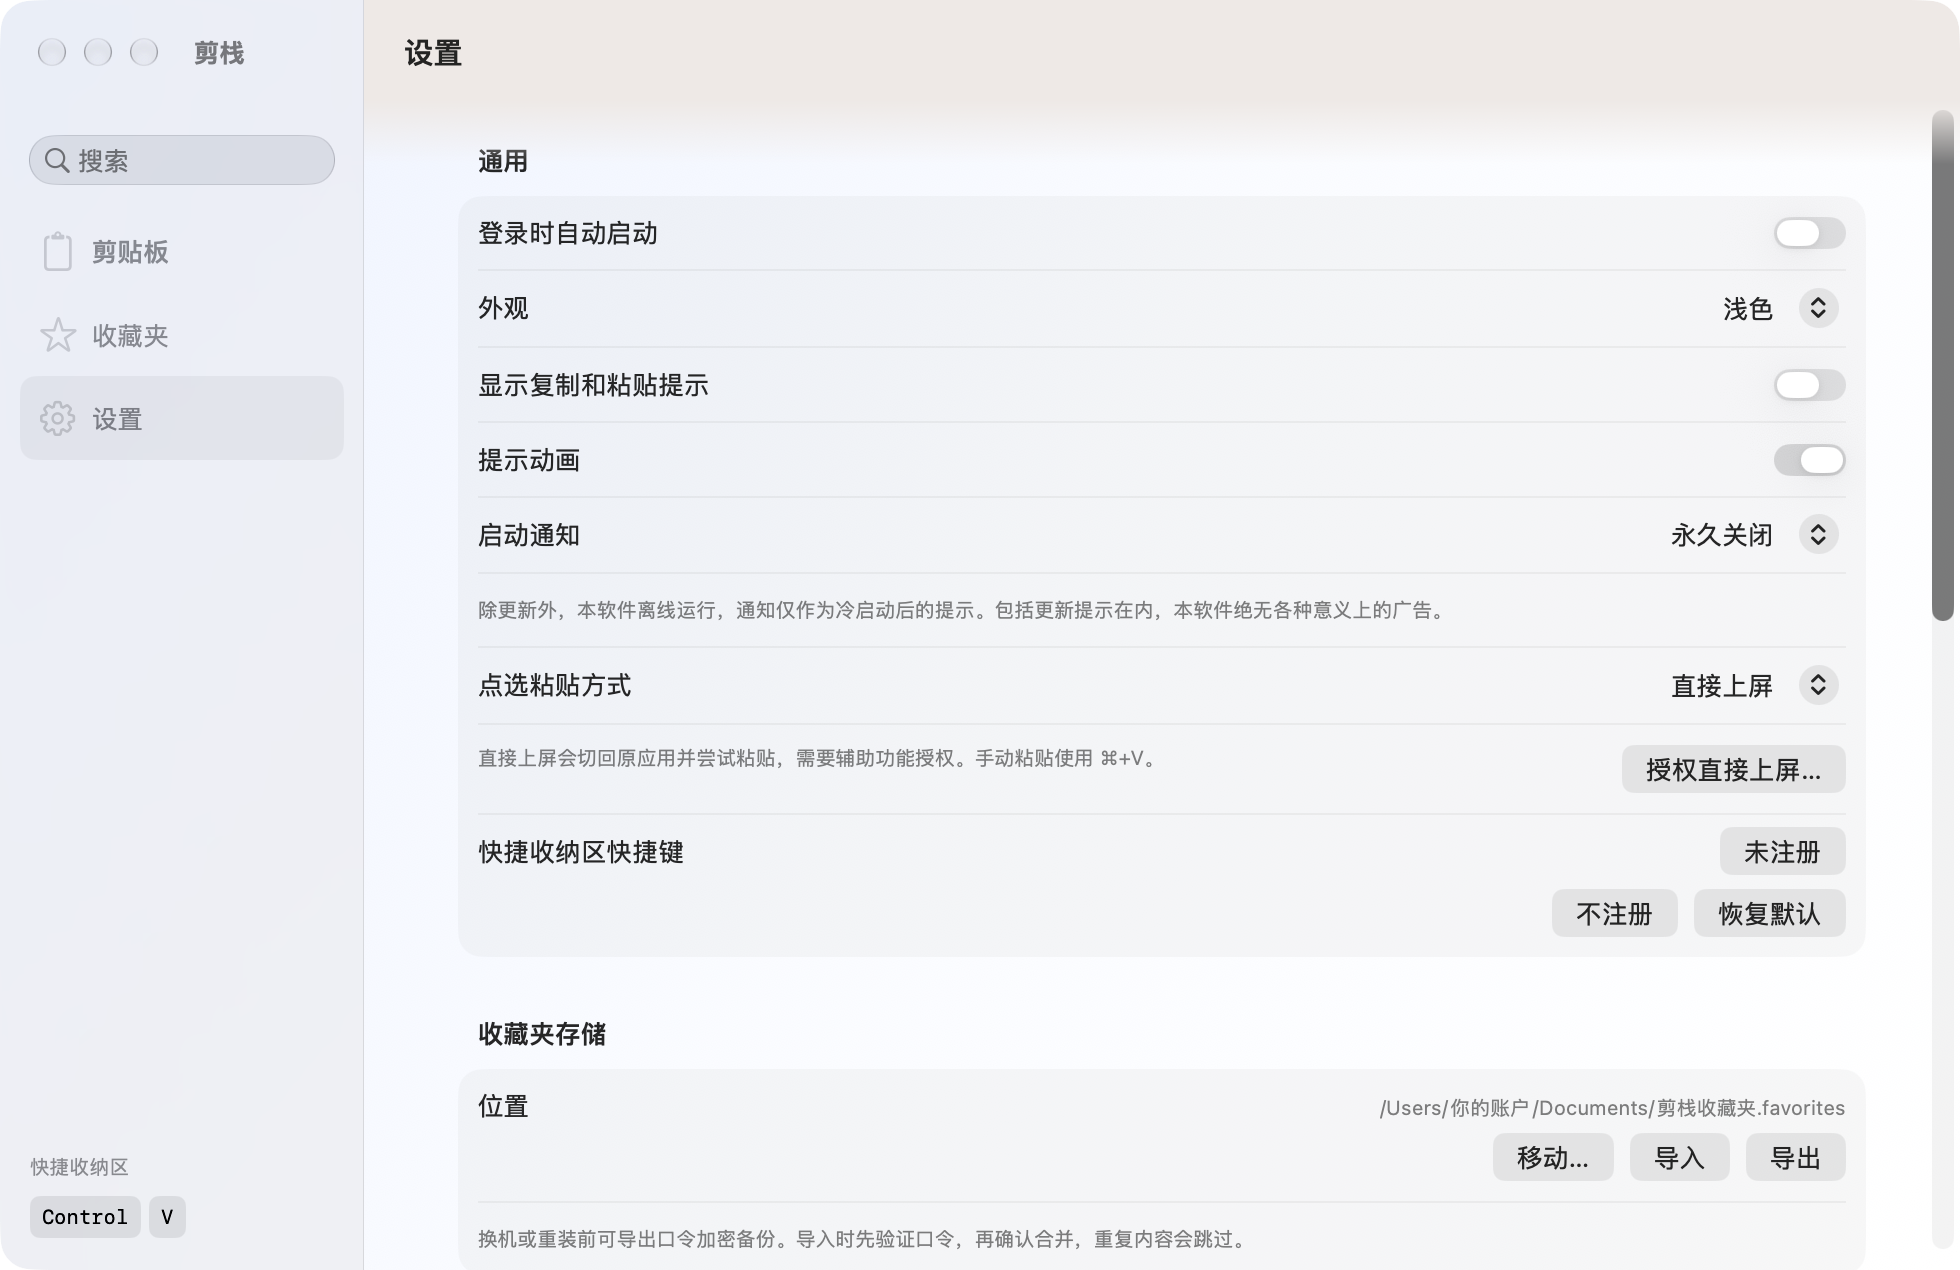 剪栈
搜索
剪贴板
收藏夹
设置
快捷收纳区
Control V
设置
通用
登录时自动启动
外观 浅色
显示复制和粘贴提示
提示动画
启动通知 永久关闭
除更新外，本软件离线运行，通知仅作为冷启动后的提示。包括更新提示在内，本软件绝无各种意义上的广告。
点选粘贴方式 直接上屏
直接上屏会切回原应用并尝试粘贴，需要辅助功能授权。手动粘贴使用 ⌘+V。
授权直接上屏...
快捷收纳区快捷键 未注册
不注册 恢复默认
收藏夹存储
位置 /Users/你的账户/Documents/剪栈收藏夹.favorites
移动... 导入 导出
换机或重装前可导出口令加密备份。导入时先验证口令，再确认合并，重复内容会跳过。